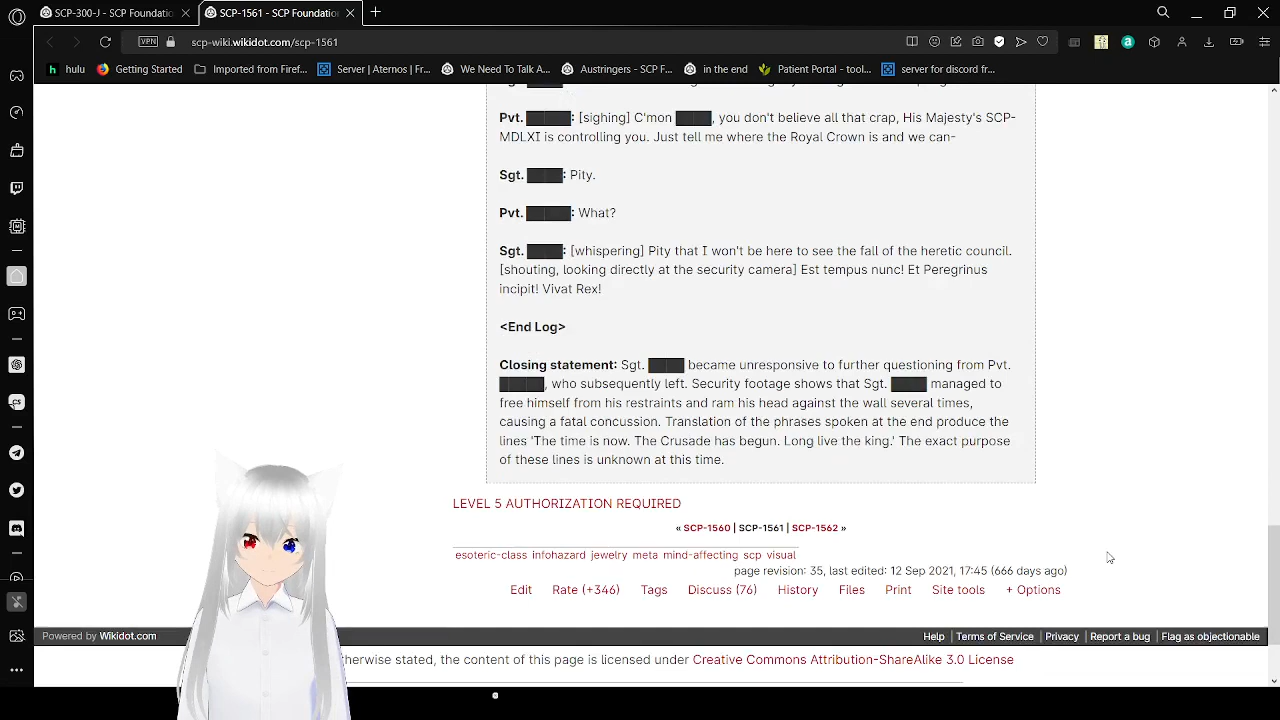 SCP-300-J - SCP Foundation
SCP-1561 - SCP Foundation
VPN
scp-wiki.wikidot.com/scp-1561
hulu
Getting Started
Imported from Firef...
Server | Aternos | Fr...
We Need To Talk A...
Austringers - SCP F...
in the end
Patient Portal - tool...
server for discord fr...
Pvt. █████: [sighing] C'mon ████, you don't believe all that crap, His Majesty's SCP-
MDLXI is controlling you. Just tell me where the Royal Crown is and we can-
Sgt. ████: Pity.
Pvt. █████: What?
Sgt. ████: [whispering] Pity that I won't be here to see the fall of the heretic council.
[shouting, looking directly at the security camera] Est tempus nunc! Et Peregrinus
incipit! Vivat Rex!
<End Log>
Closing statement: Sgt. ████ became unresponsive to further questioning from Pvt.
█████, who subsequently left. Security footage shows that Sgt. ████ managed to
free himself from his restraints and ram his head against the wall several times,
causing a fatal concussion. Translation of the phrases spoken at the end produce the
lines 'The time is now. The Crusade has begun. Long live the king.' The exact purpose
of these lines is unknown at this time.
LEVEL 5 AUTHORIZATION REQUIRED
« SCP-1560 | SCP-1561 | SCP-1562 »
esoteric-class infohazard jewelry meta mind-affecting scp visual
page revision: 35, last edited: 12 Sep 2021, 17:45 (666 days ago)
Edit Rate (+346) Tags Discuss (76) History Files Print Site tools + Options
Powered by Wikidot.com
Help | Terms of Service | Privacy | Report a bug | Flag as objectionable
otherwise stated, the content of this page is licensed under Creative Commons Attribution-ShareAlike 3.0 License